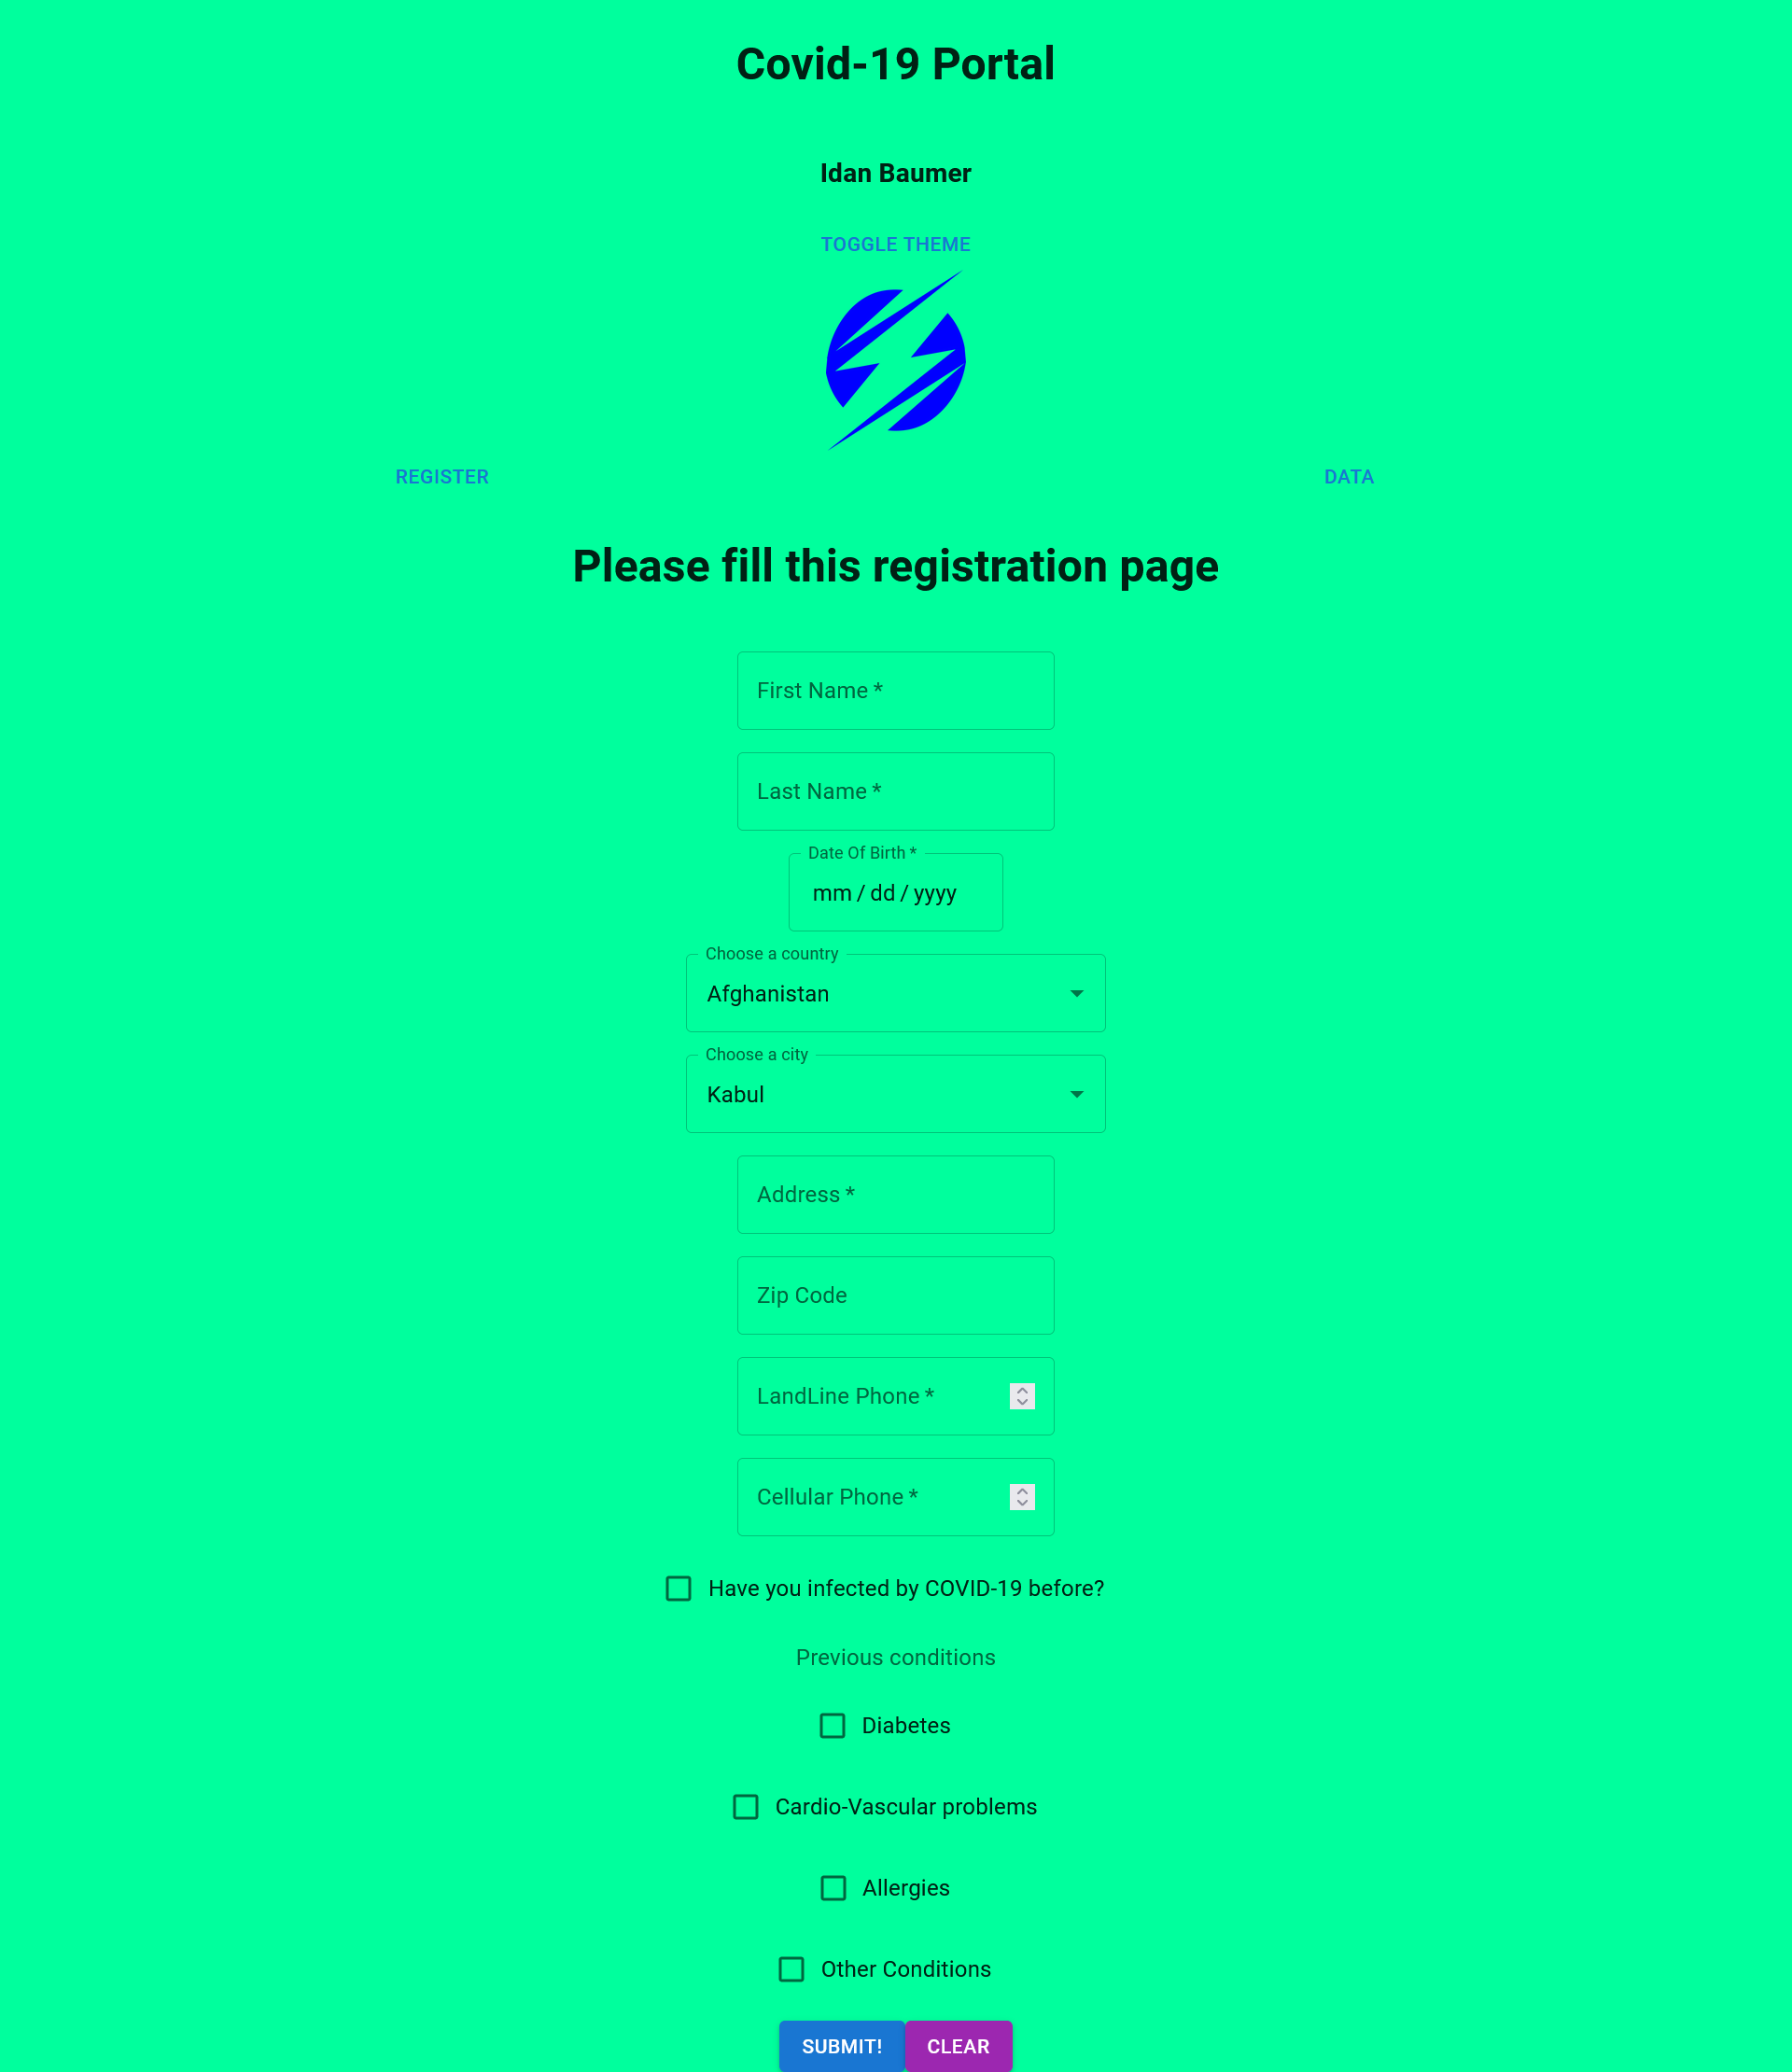 Covid-19 Portal
Idan Baumer
TOGGLE THEME
REGISTER
DATA
Please fill this registration page
First Name *
Last Name *
Date Of Birth *
mm / dd / yyyy
Choose a country
Afghanistan
Choose a city
Kabul
Address *
Zip Code
LandLine Phone *
Cellular Phone *
Have you infected by COVID-19 before?
Previous conditions
Diabetes
Cardio-Vascular problems
Allergies
Other Conditions
SUBMIT! CLEAR